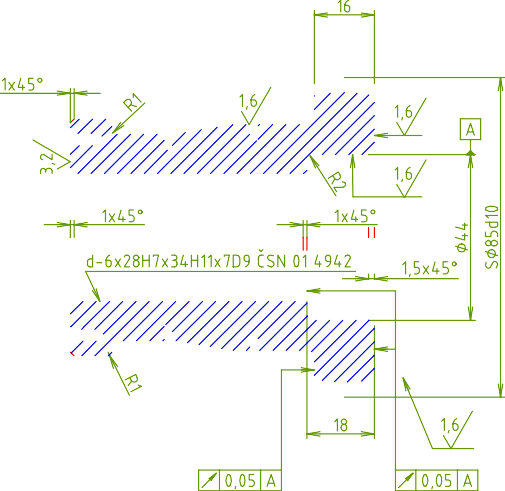 16
1x45°
R1
1,6
1,6
A
3,2
R2
1,6
1x45°
1x45°
ϕ44
Sϕ85d10
d-6x28H7x34H11x7D9 ČSN 01 4942
1,5x45°
R1
18
1,6
0,05 A
0,05 A